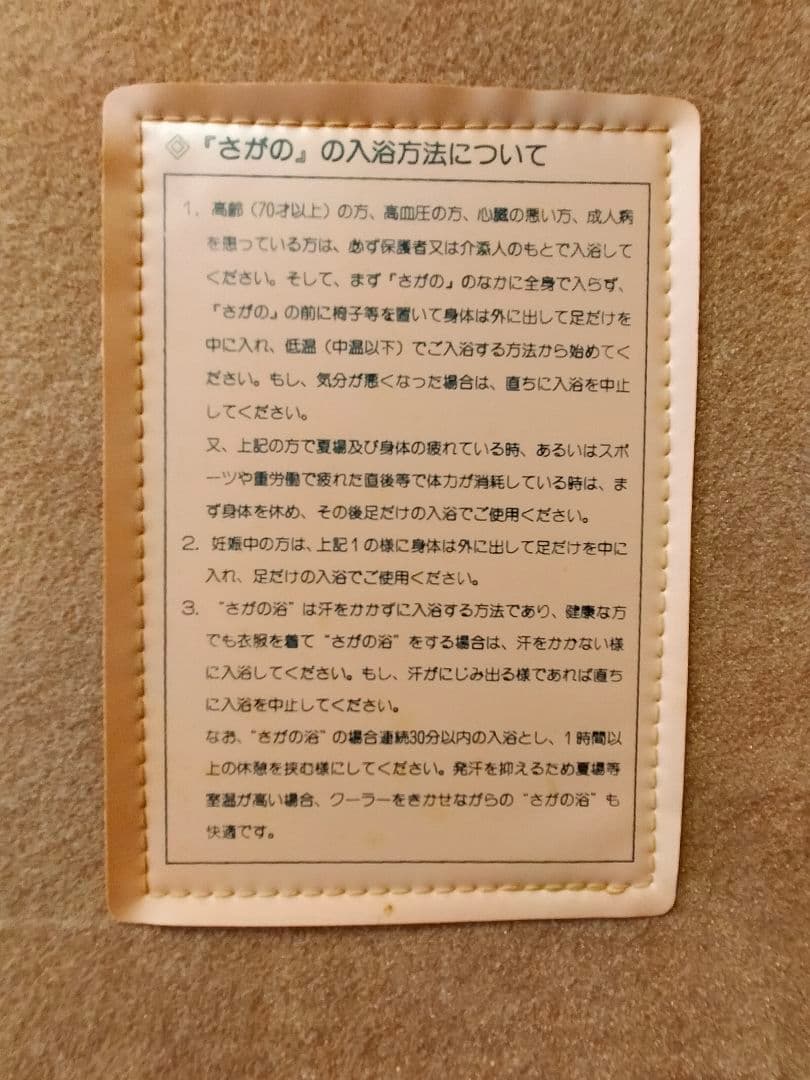 ◈『さがの』の入浴方法について
1. 高齢（70才以上）の方、高血圧の方、心臓の悪い方、成人病
を患っている方は、必ず保護者又は介添人のもとで入浴して
ください。そして、まず『さがの』のなかに全身で入らず、
『さがの』の前に椅子等を置いて身体は外に出して足だけを
中に入れ、低温（中温以下）でご入浴する方法から始めてく
ださい。もし、気分が悪くなった場合は、直ちに入浴を中止
してください。
又、上記の方で夏場及び身体の疲れている時、あるいはスポ
ーツや重労働で疲れた直後等で体力が消耗している時は、ま
ず身体を休め、その後足だけの入浴でご使用ください。
2. 妊娠中の方は、上記1の様に身体は外に出して足だけを中に
入れ、足だけの入浴でご使用ください。
3. “さがの浴”は汗をかかずに入浴する方法であり、健康な方
でも衣服を着て“さがの浴”をする場合は、汗をかかない様
に入浴してください。もし、汗がにじみ出る様であれば直ち
に入浴を中止してください。
なお、“さがの浴”の場合連続30分以内の入浴とし、1時間以
上の休憩を挟む様にしてください。発汗を抑えるため夏場等
室温が高い場合、クーラーをきかせながらの“さがの浴”も
快適です。